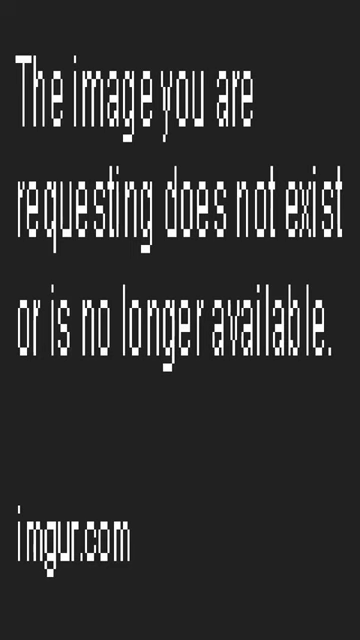 The image you are
requesting does not exist
or is no longer available.
imgur.com